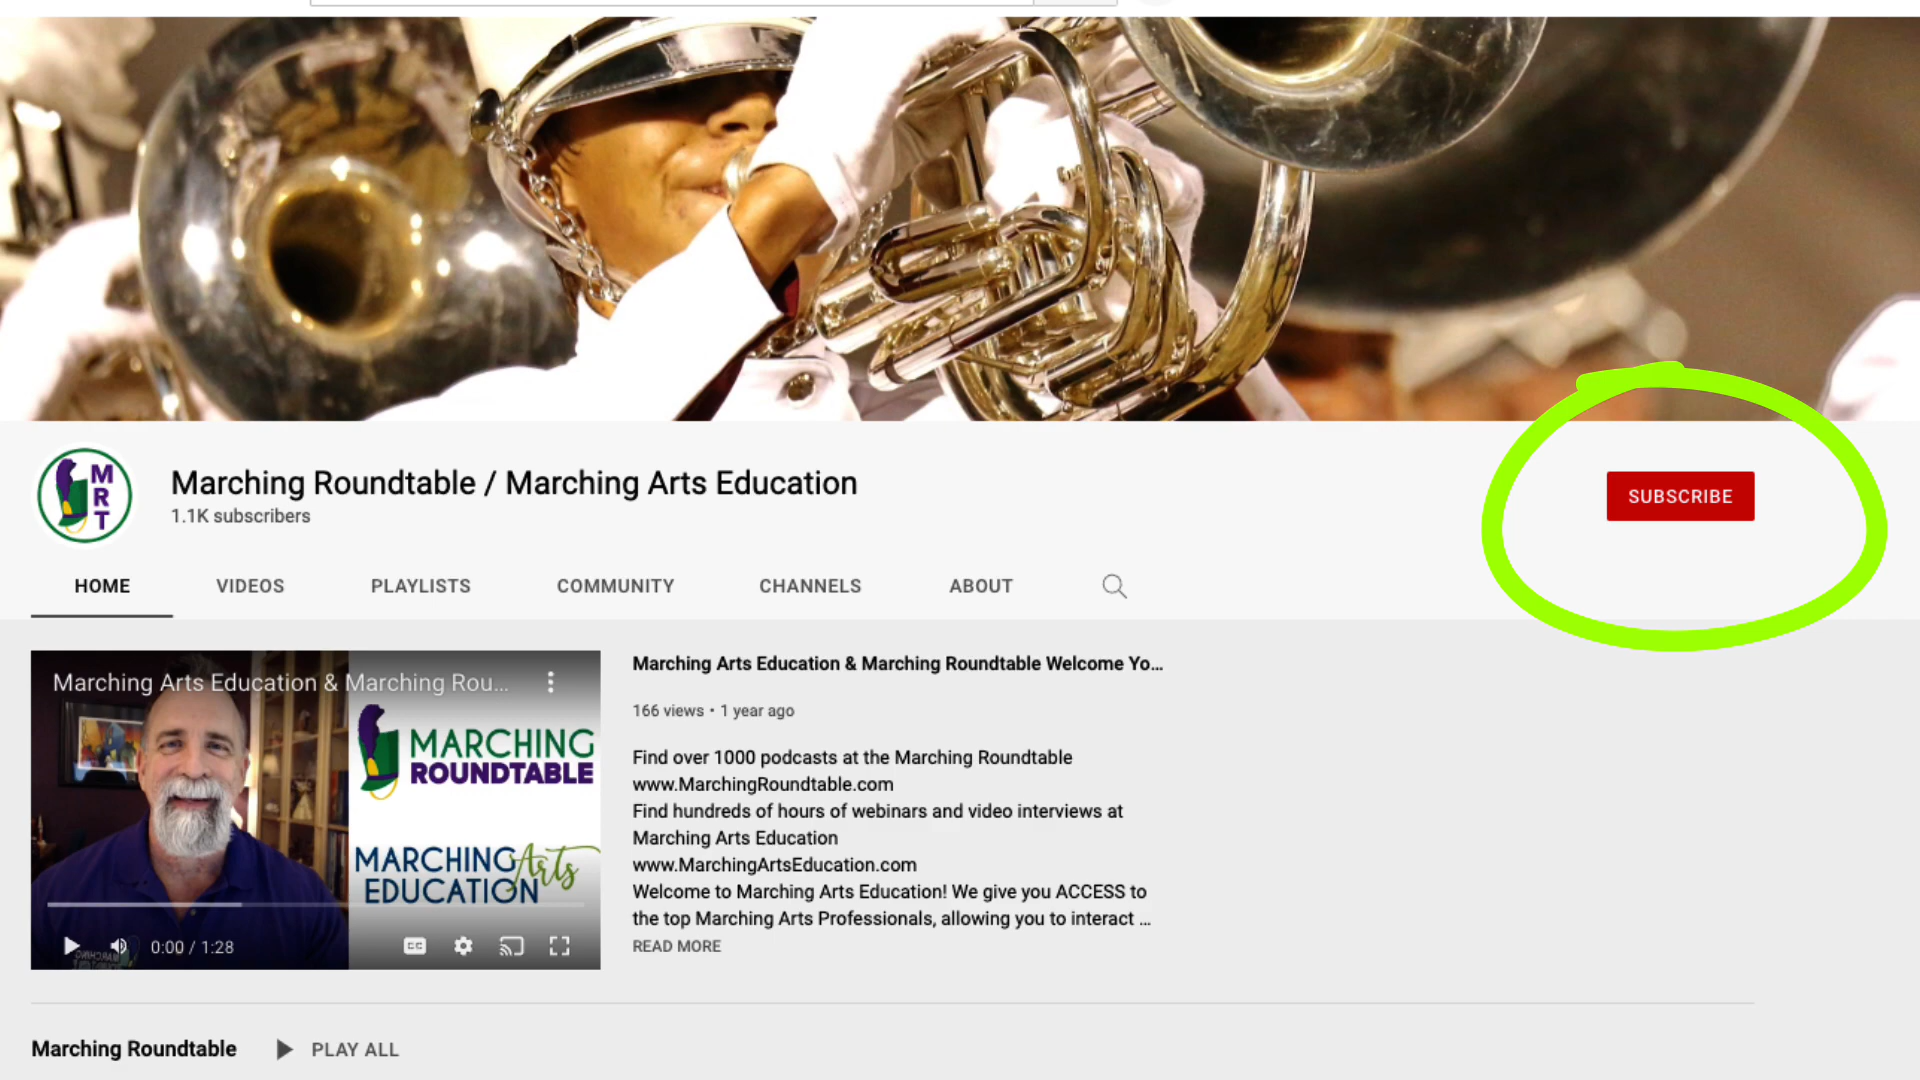 M
R
T
Marching Roundtable / Marching Arts Education
1.1K subscribers
SUBSCRIBE
HOME VIDEOS PLAYLISTS COMMUNITY CHANNELS ABOUT
Marching Arts Education & Marching Rou...
MARCHING
ROUNDTABLE
MARCHING Arts
EDUCATION
0:00 / 1:28
CC
Marching Arts Education & Marching Roundtable Welcome Yo...
166 views • 1 year ago
Find over 1000 podcasts at the Marching Roundtable
www.MarchingRoundtable.com
Find hundreds of hours of webinars and video interviews at
Marching Arts Education
www.MarchingArtsEducation.com
Welcome to Marching Arts Education! We give you ACCESS to
the top Marching Arts Professionals, allowing you to interact ...
READ MORE
Marching Roundtable PLAY ALL